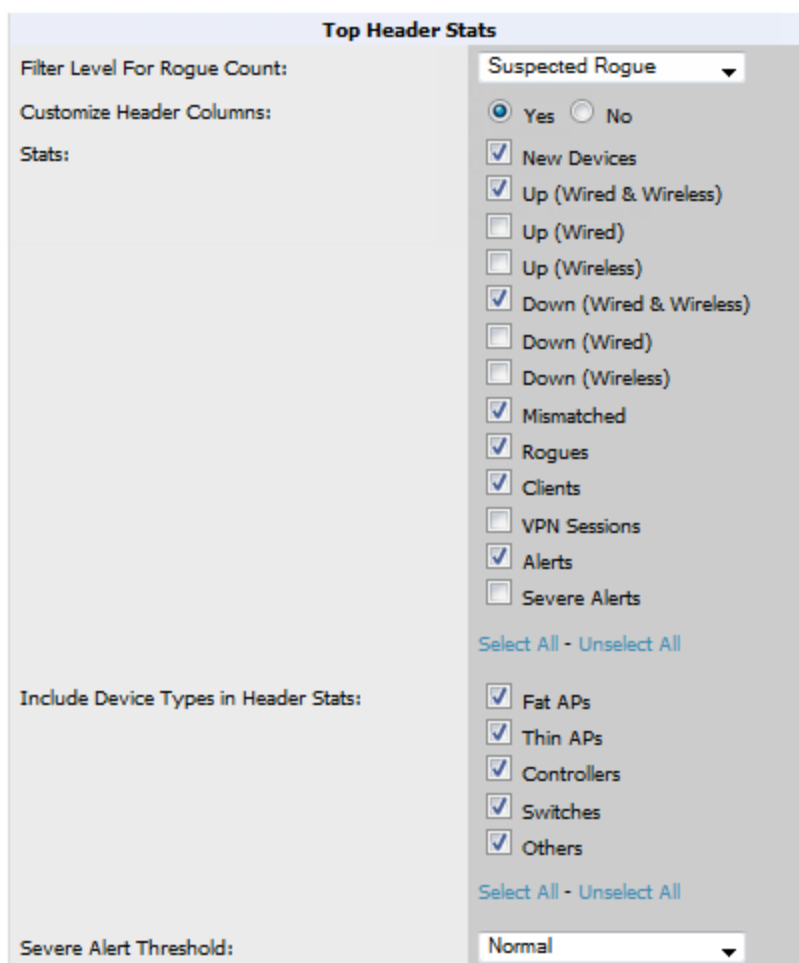 Top Header Stats
Filter Level For Rogue Count: Suspected Rogue
Customize Header Columns: Yes No
Stats: New Devices
Up (Wired & Wireless)
Up (Wired)
Up (Wireless)
Down (Wired & Wireless)
Down (Wired)
Down (Wireless)
Mismatched
Rogues
Clients
VPN Sessions
Alerts
Severe Alerts
Select All - Unselect All
Include Device Types in Header Stats: Fat APs
Thin APs
Controllers
Switches
Others
Select All - Unselect All
Severe Alert Threshold: Normal